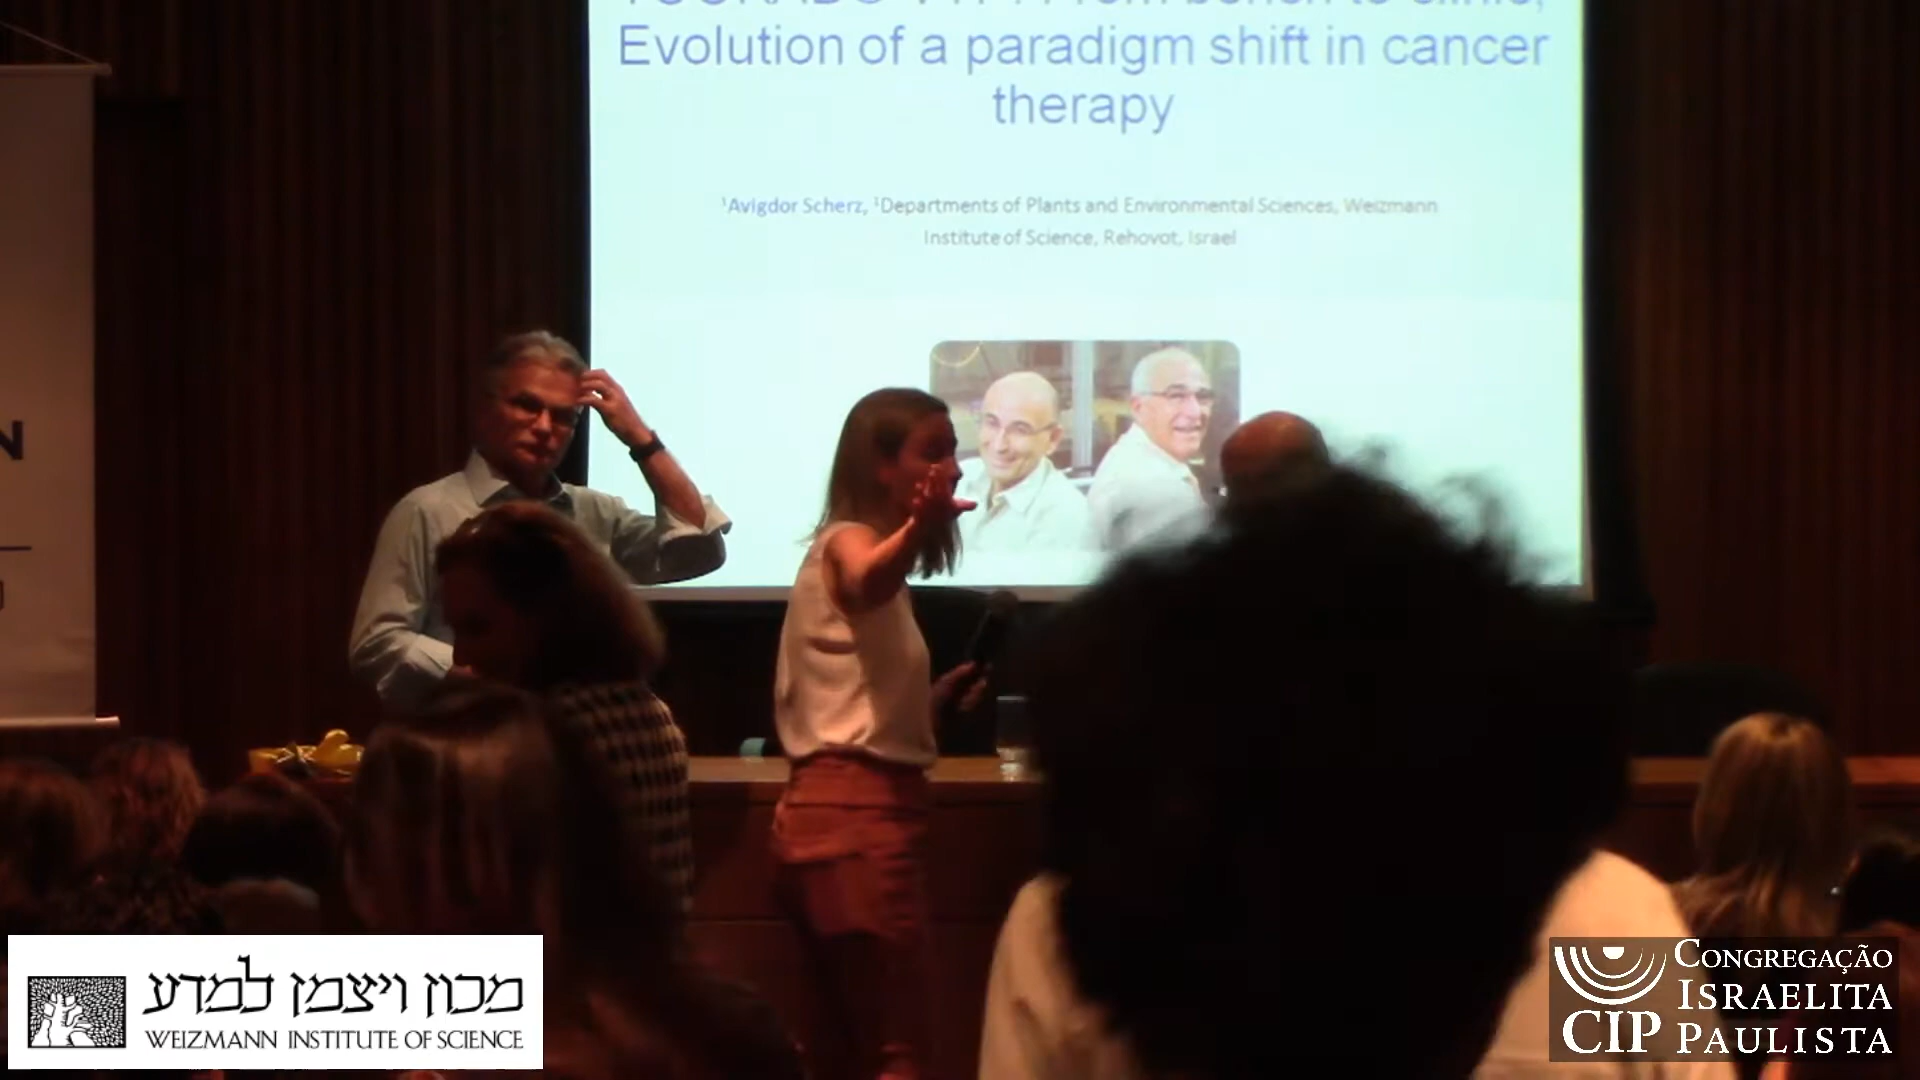 Evolution of a paradigm shift in cancer
therapy
¹Avigdor Scherz, ¹Departments of Plants and Environmental Sciences, Weizmann
Institute of Science, Rehovot, Israel
N
מכון ויצמן למדע
WEIZMANN INSTITUTE OF SCIENCE
CONGREGAÇÃO
ISRAELITA
CIP PAULISTA